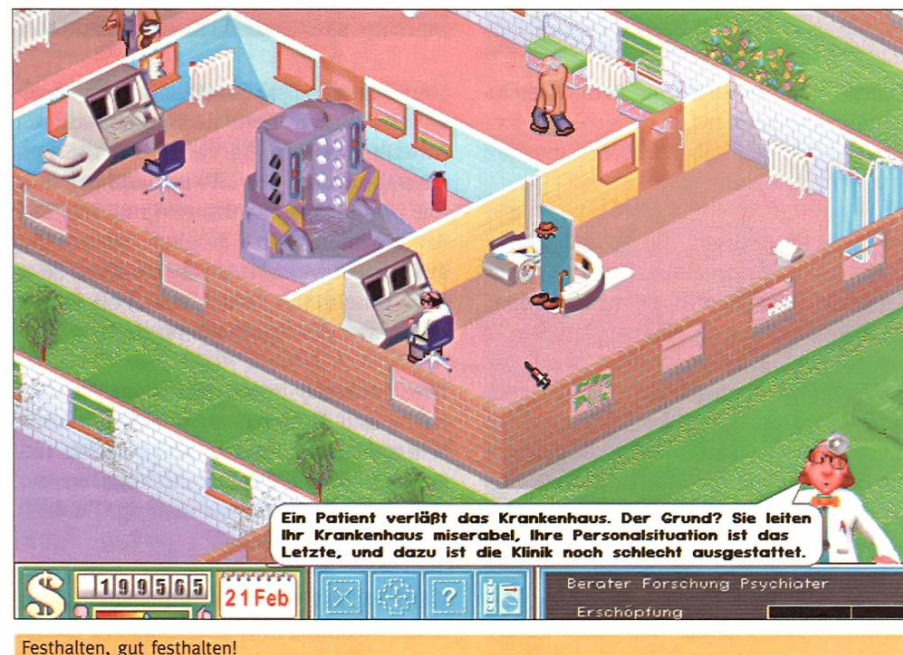 Ein Patient verläßt das Krankenhaus. Der Grund? Sie leiten
Ihr Krankenhaus miserabel, Ihre Personalsituation ist das
Letzte, und dazu ist die Klinik noch schlecht ausgestattet.
$ 199565 21 Feb ? Berater Forschung Psychiater
Erschöpfung
Festhalten, gut festhalten!